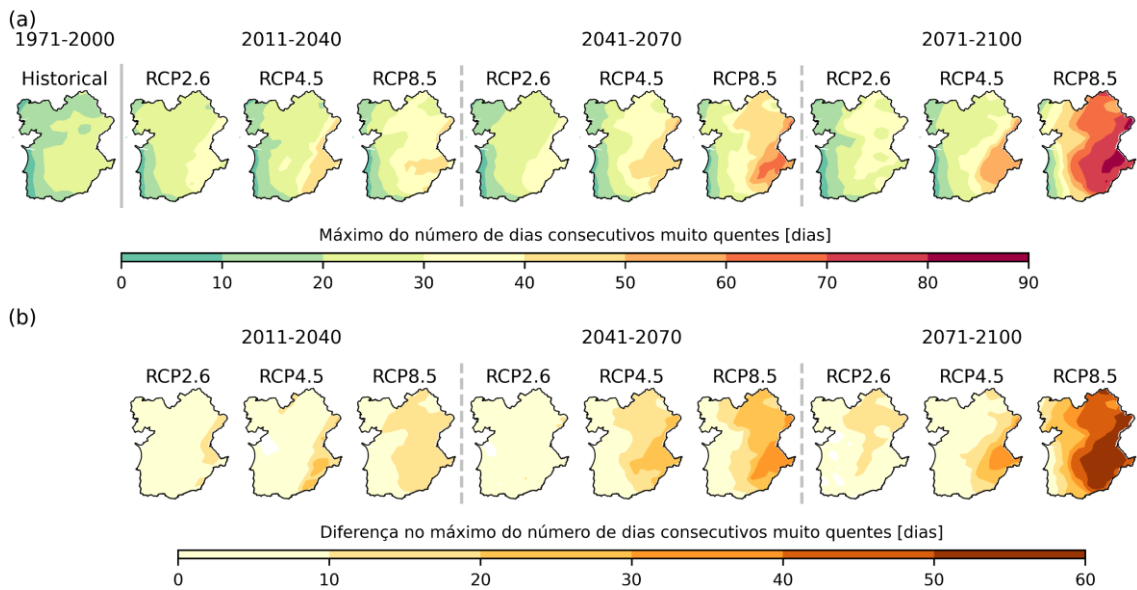 (a)
1971-2000 2011-2040 2041-2070 2071-2100
Historical RCP2.6 RCP4.5 RCP8.5 RCP2.6 RCP4.5 RCP8.5 RCP2.6 RCP4.5 RCP8.5
Máximo do número de dias consecutivos muito quentes [dias]
0 10 20 30 40 50 60 70 80 90
(b)
2011-2040 2041-2070 2071-2100
RCP2.6 RCP4.5 RCP8.5 RCP2.6 RCP4.5 RCP8.5 RCP2.6 RCP4.5 RCP8.5
Diferença no máximo do número de dias consecutivos muito quentes [dias]
0 10 20 30 40 50 60